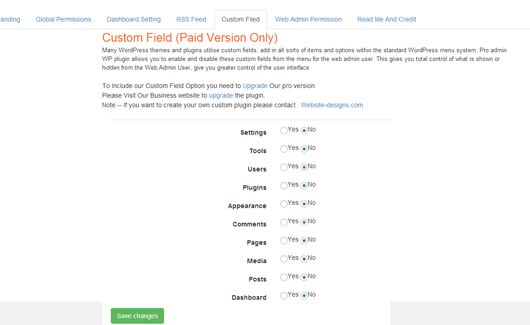 anding Global Permissions Dashboard Setting RSS Feed Custom Filed Web Admin Permission Read Me And Credit
Custom Field (Paid Version Only)
Many WordPress themes and plugins utilise custom fields, add in all sorts of items and options within the standard WordPress menu system. Pro admin
WP plugin allows you to enable and disable these custom fields from the menu for the web admin user. This gives you total control of what is shown or
hidden from the Web Admin User, give you greater control of the user interface
To Include our Custom Field Option you need to Upgrade Our pro version
Please Visit Our Business website to upgrade the plugin.
Note -- If you want to create your own custom plugin please contact . Website-designs.com
Settings Yes No
Tools Yes No
Users Yes No
Plugins Yes No
Appearance Yes No
Comments Yes No
Pages Yes No
Media Yes No
Posts Yes No
Dashboard Yes No
Save changes